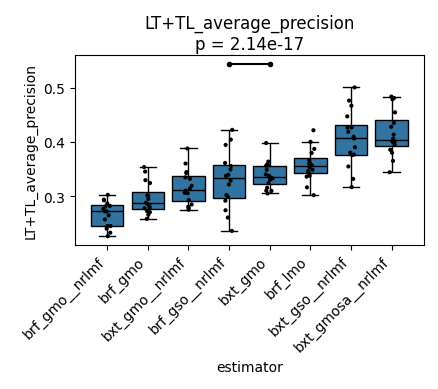 LT+TL_average_precision
p = 2.14e-17
LT+TL_average_precision
0.5
0.4
0.3
brf_gmo__nrlmf
brf_gmo
bxt_gmo__nrlmf
brf_gso__nrlmf
bxt_gmo
brf_lmo
bxt_gso__nrlmf
bxt_gmosa__nrlmf
estimator